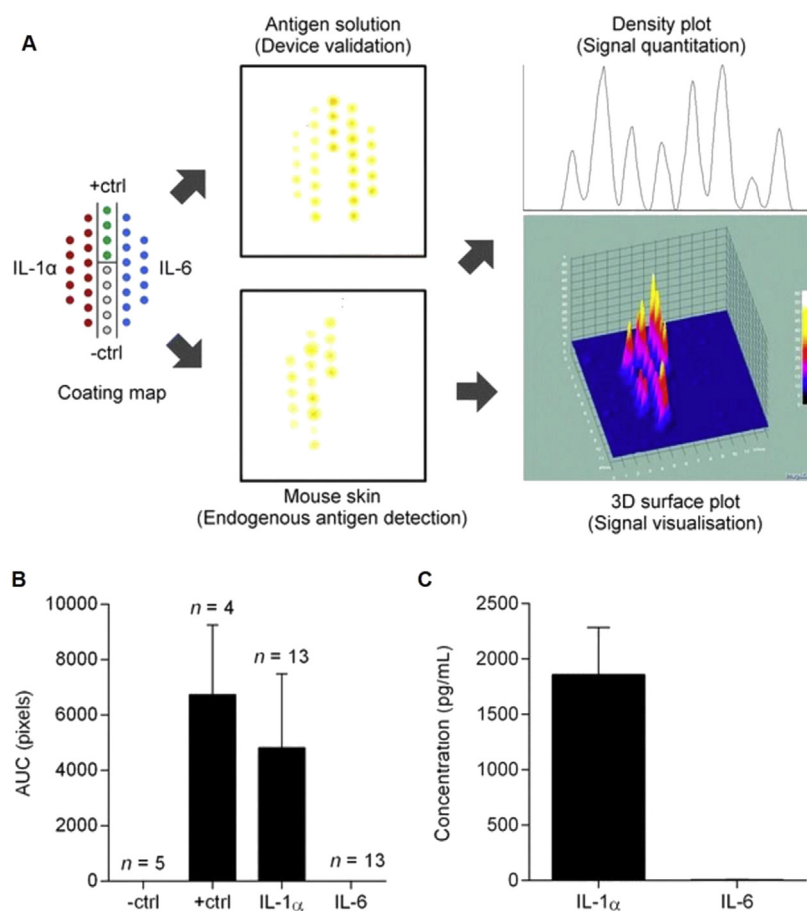 A
Antigen solution
(Device validation)
Density plot
(Signal quantitation)
+ctrl
IL-1α
IL-6
-ctrl
Coating map
Mouse skin
(Endogenous antigen detection)
3D surface plot
(Signal visualisation)
B
AUC (pixels)
10000
8000
6000
4000
2000
0
n = 5
n = 4
n = 13
n = 13
-ctrl
+ctrl
IL-1α
IL-6
C
Concentration (pg/mL)
2500
2000
1500
1000
500
0
IL-1α
IL-6